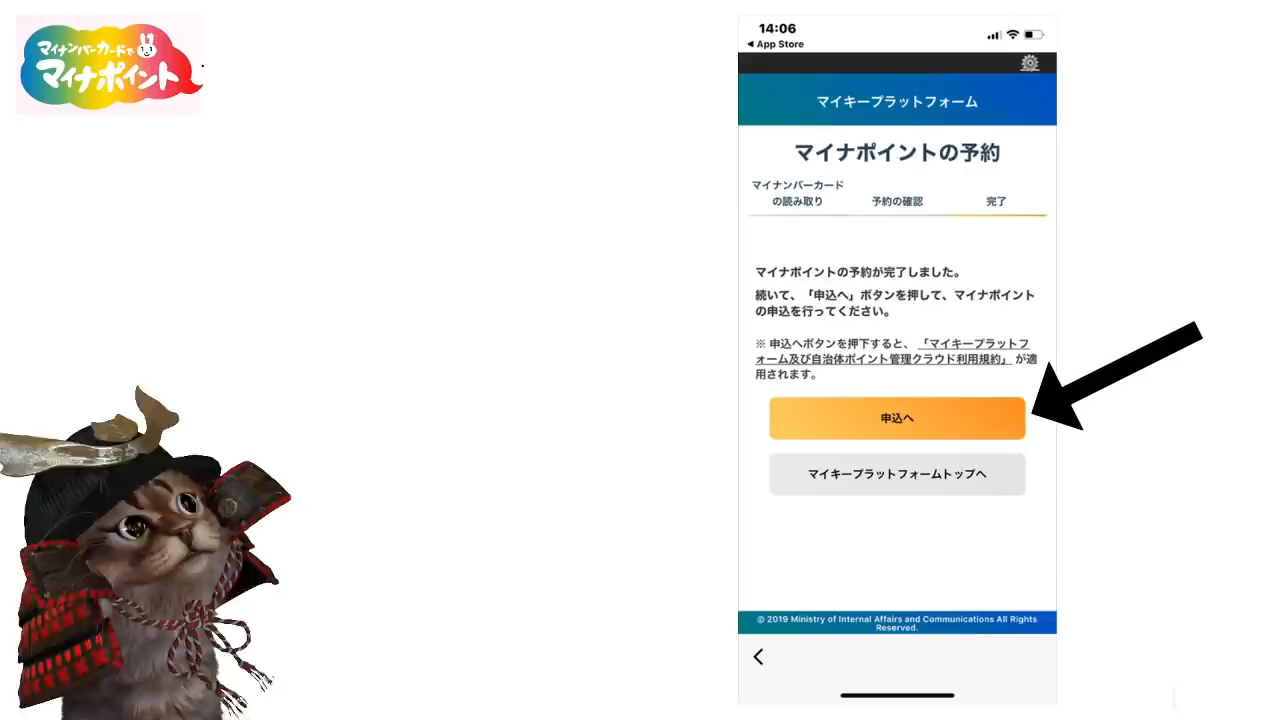 マイナンバーカードで
マイナポイント
14:06
App Store
マイキープラットフォーム
マイナポイントの予約
マイナンバーカード
の読み取り
予約の確認
完了
マイナポイントの予約が完了しました。
続いて、「申込へ」ボタンを押して、マイナポイント
の申込を行ってください。
※ 申込へボタンを押下すると、「マイキープラットフ
ォーム及び自治体ポイント管理クラウド利用規約」が適
用されます。
申込へ
マイキープラットフォームトップへ
© 2019 Ministry of Internal Affairs and Communications All Rights
Reserved.